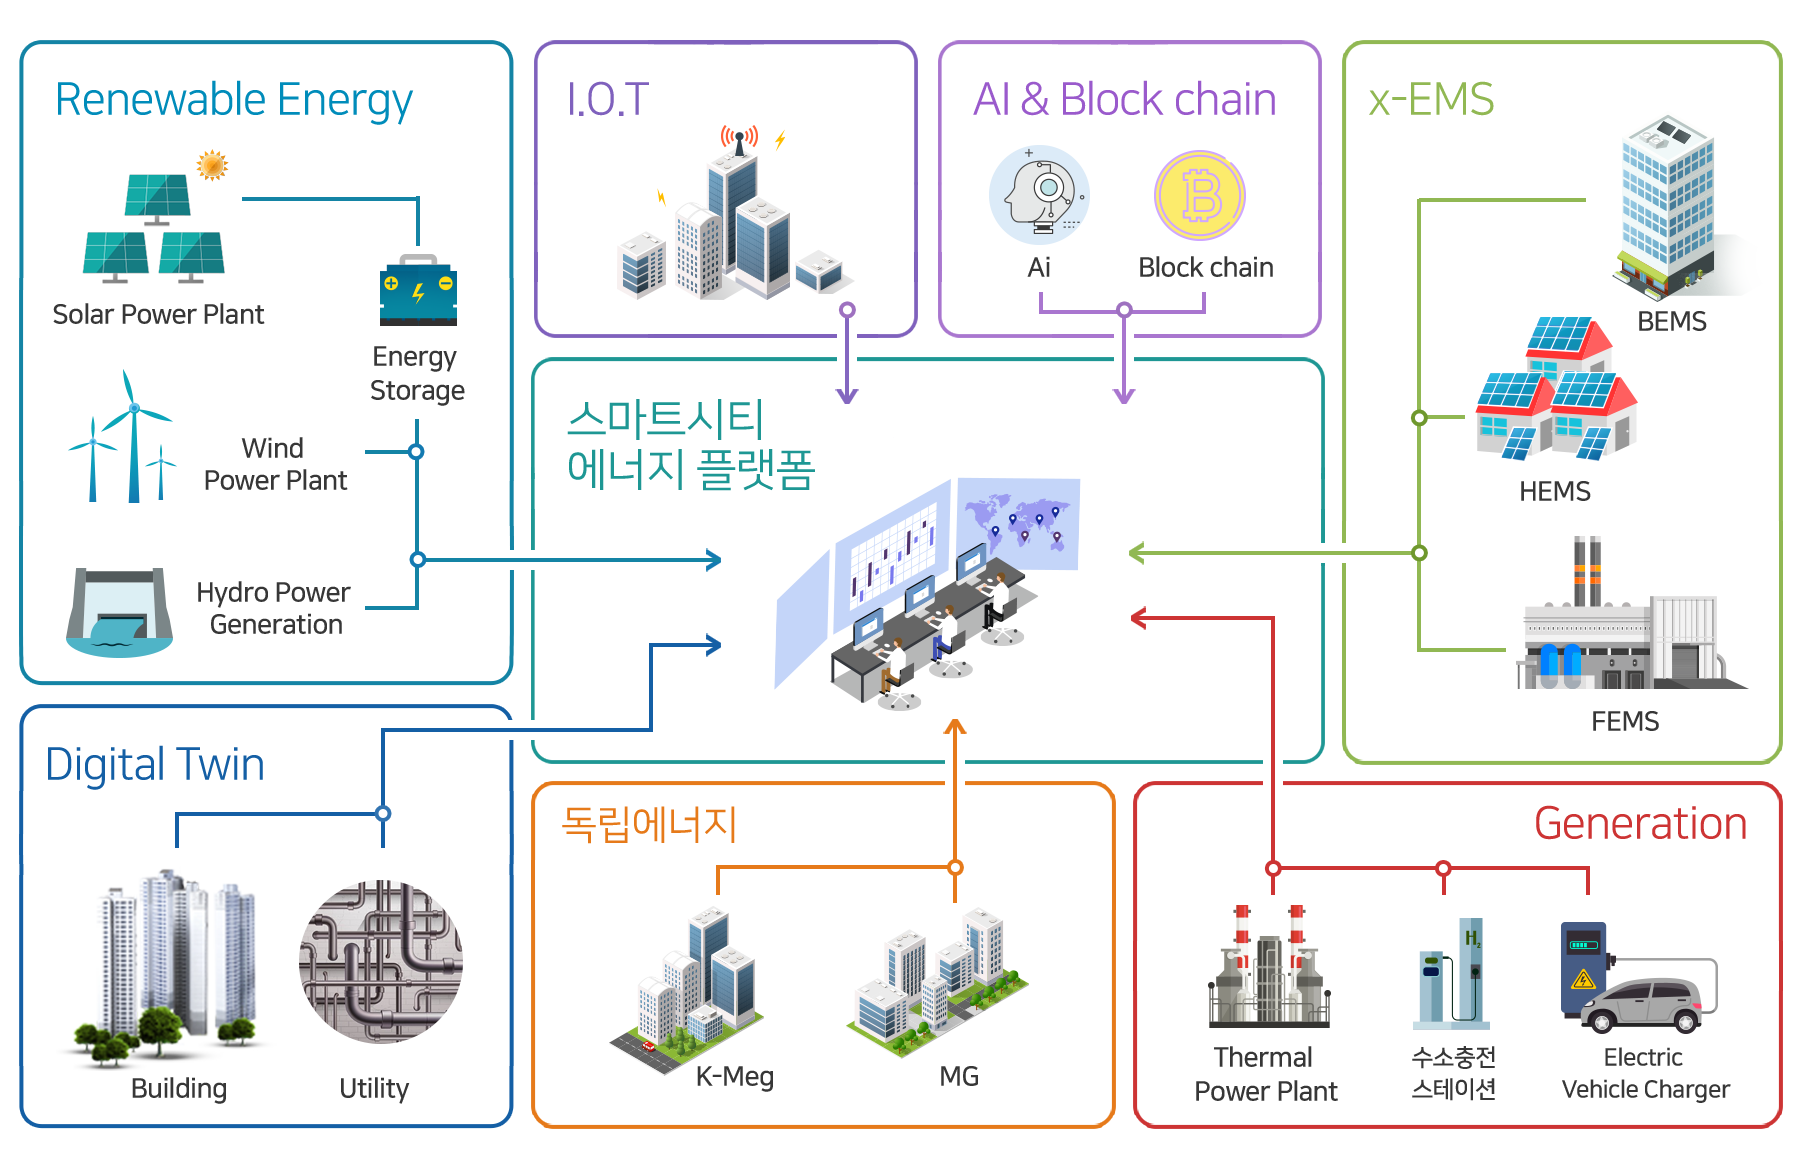 Renewable Energy
Solar Power Plant
Energy
Storage
Wind
Power Plant
Hydro Power
Generation
I.O.T
AI & Block chain
Ai
Block chain
x-EMS
BEMS
HEMS
FEMS
스마트시티
에너지 플랫폼
Digital Twin
Building
Utility
독립에너지
K-Meg
MG
Generation
Thermal
Power Plant
H2
수소충전
스테이션
Electric
Vehicle Charger